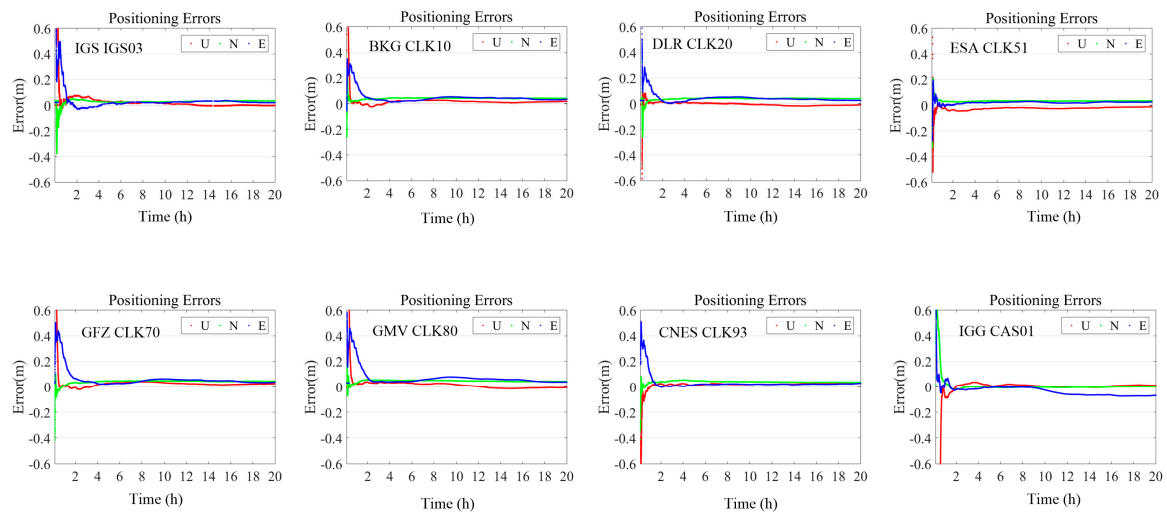 Positioning Errors
IGS IGS03
U N E
Error(m)
0.6
0.4
0.2
0
-0.2
-0.4
-0.6
2 4 6 8 10 12 14 16 18 20
Time (h)
Positioning Errors
BKG CLK10
U N E
Error(m)
0.6
0.4
0.2
0
-0.2
-0.4
-0.6
2 4 6 8 10 12 14 16 18 20
Time (h)
Positioning Errors
DLR CLK20
U N E
Error(m)
0.6
0.4
0.2
0
-0.2
-0.4
-0.6
2 4 6 8 10 12 14 16 18 20
Time (h)
Positioning Errors
ESA CLK51
U N E
Error(m)
0.6
0.4
0.2
0
-0.2
-0.4
-0.6
2 4 6 8 10 12 14 16 18 20
Time (h)
Positioning Errors
GFZ CLK70
U N E
Error(m)
0.6
0.4
0.2
0
-0.2
-0.4
-0.6
2 4 6 8 10 12 14 16 18 20
Time (h)
Positioning Errors
GMV CLK80
U N E
Error(m)
0.6
0.4
0.2
0
-0.2
-0.4
-0.6
2 4 6 8 10 12 14 16 18 20
Time (h)
Positioning Errors
CNES CLK93
U N E
Error(m)
0.6
0.4
0.2
0
-0.2
-0.4
-0.6
2 4 6 8 10 12 14 16 18 20
Time (h)
Positioning Errors
IGG CAS01
U N E
Error(m)
0.6
0.4
0.2
0
-0.2
-0.4
-0.6
2 4 6 8 10 12 14 16 18 20
Time (h)